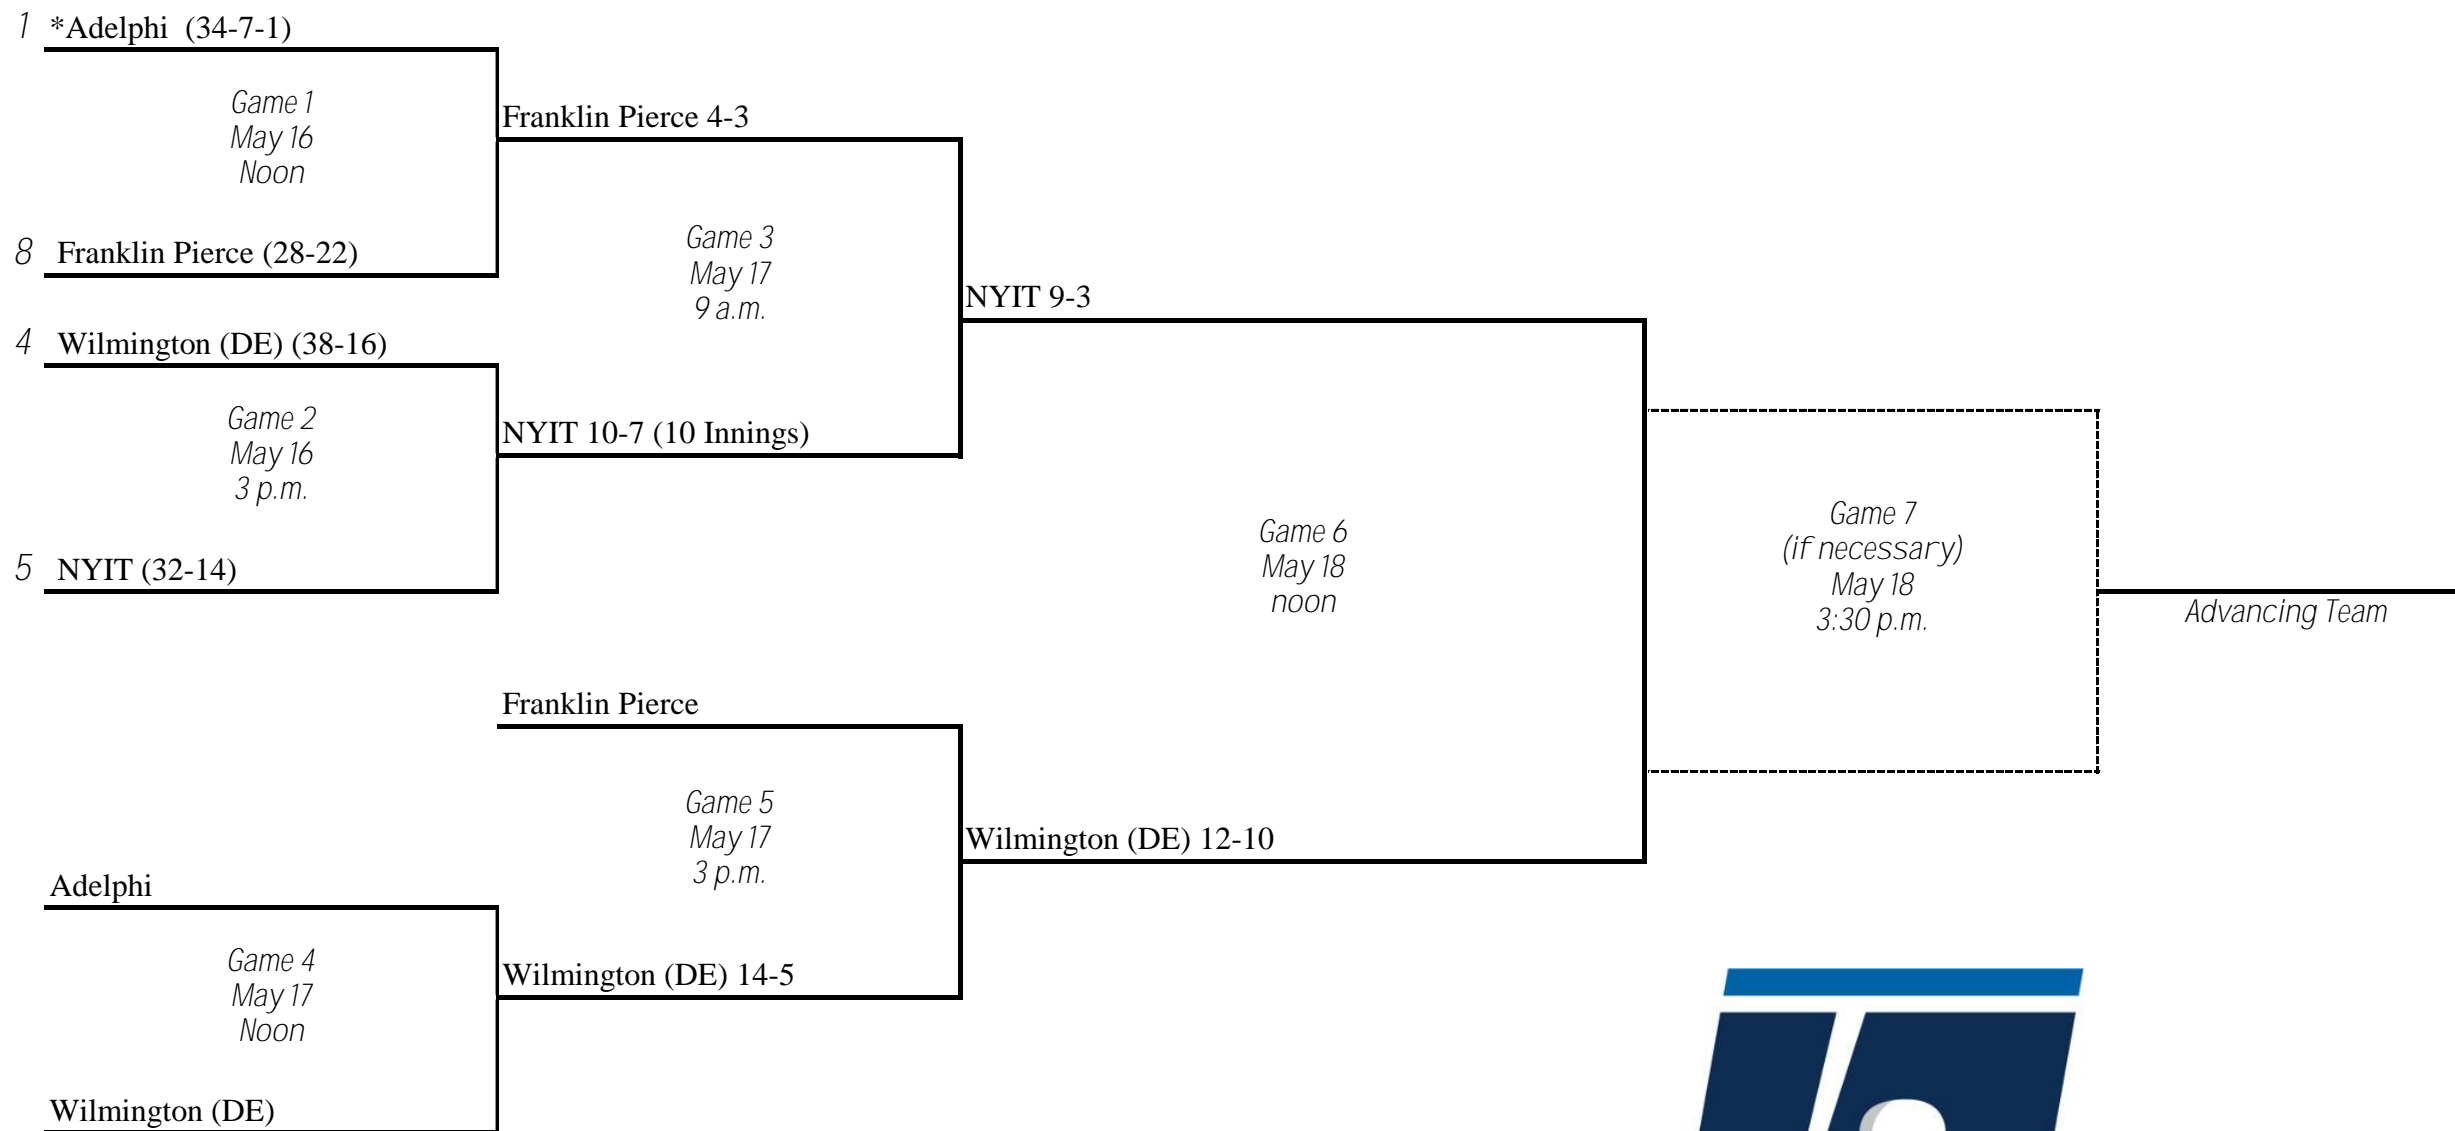 1 *Adelphi (34-7-1)
Game 1
May 16
Noon
Franklin Pierce 4-3
8 Franklin Pierce (28-22)
Game 3
May 17
9 a.m.
NYIT 9-3
4 Wilmington (DE) (38-16)
Game 2
May 16
3 p.m.
NYIT 10-7 (10 Innings)
5 NYIT (32-14)
Game 6
May 18
noon
Game 7
(if necessary)
May 18
3:30 p.m.
Advancing Team
Franklin Pierce
Game 5
May 17
3 p.m.
Wilmington (DE) 12-10
Adelphi
Game 4
May 17
Noon
Wilmington (DE) 14-5
Wilmington (DE)